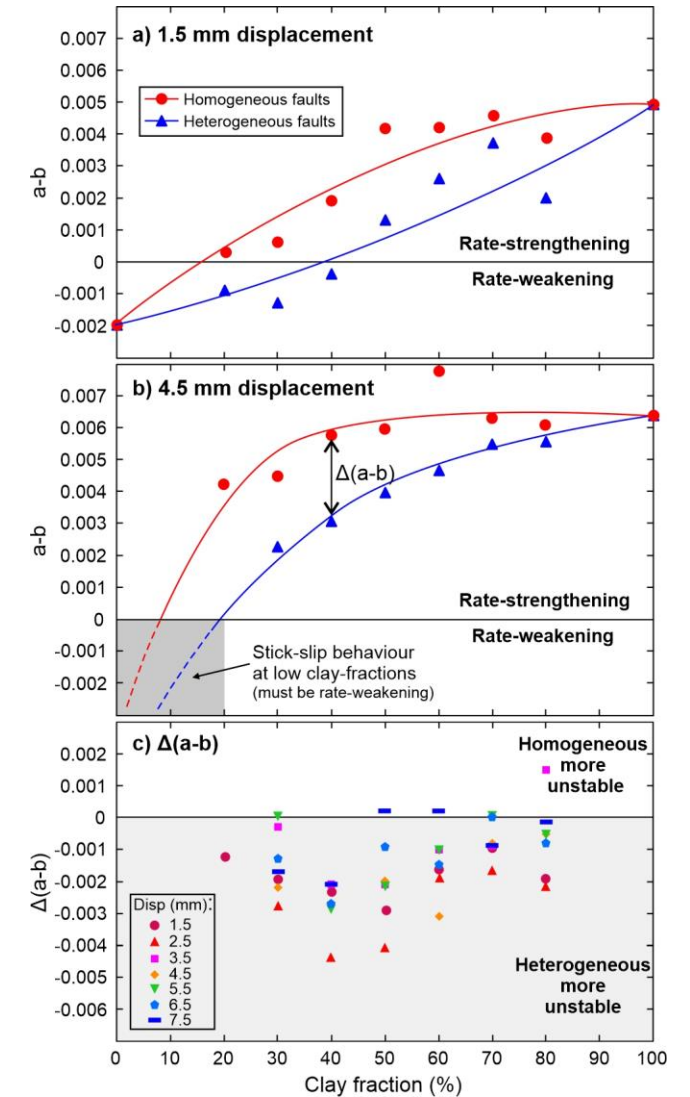 a) 1.5 mm displacement
0.007
0.006
0.005
0.004
0.003
0.002
0.001
0
-0.001
-0.002
a-b
Homogeneous faults
Heterogeneous faults
Rate-strengthening
Rate-weakening
b) 4.5 mm displacement
0.007
0.006
0.005
0.004
0.003
0.002
0.001
0
-0.001
-0.002
a-b
Δ(a-b)
Rate-strengthening
Rate-weakening
Stick-slip behaviour
at low clay-fractions
(must be rate-weakening)
c) Δ(a-b)
0.002
0.001
0
-0.001
-0.002
-0.003
-0.004
-0.005
-0.006
Δ(a-b)
Homogeneous
more
unstable
Disp (mm):
1.5
2.5
3.5
4.5
5.5
6.5
7.5
Heterogeneous
more
unstable
0 10 20 30 40 50 60 70 80 90 100
Clay fraction (%)